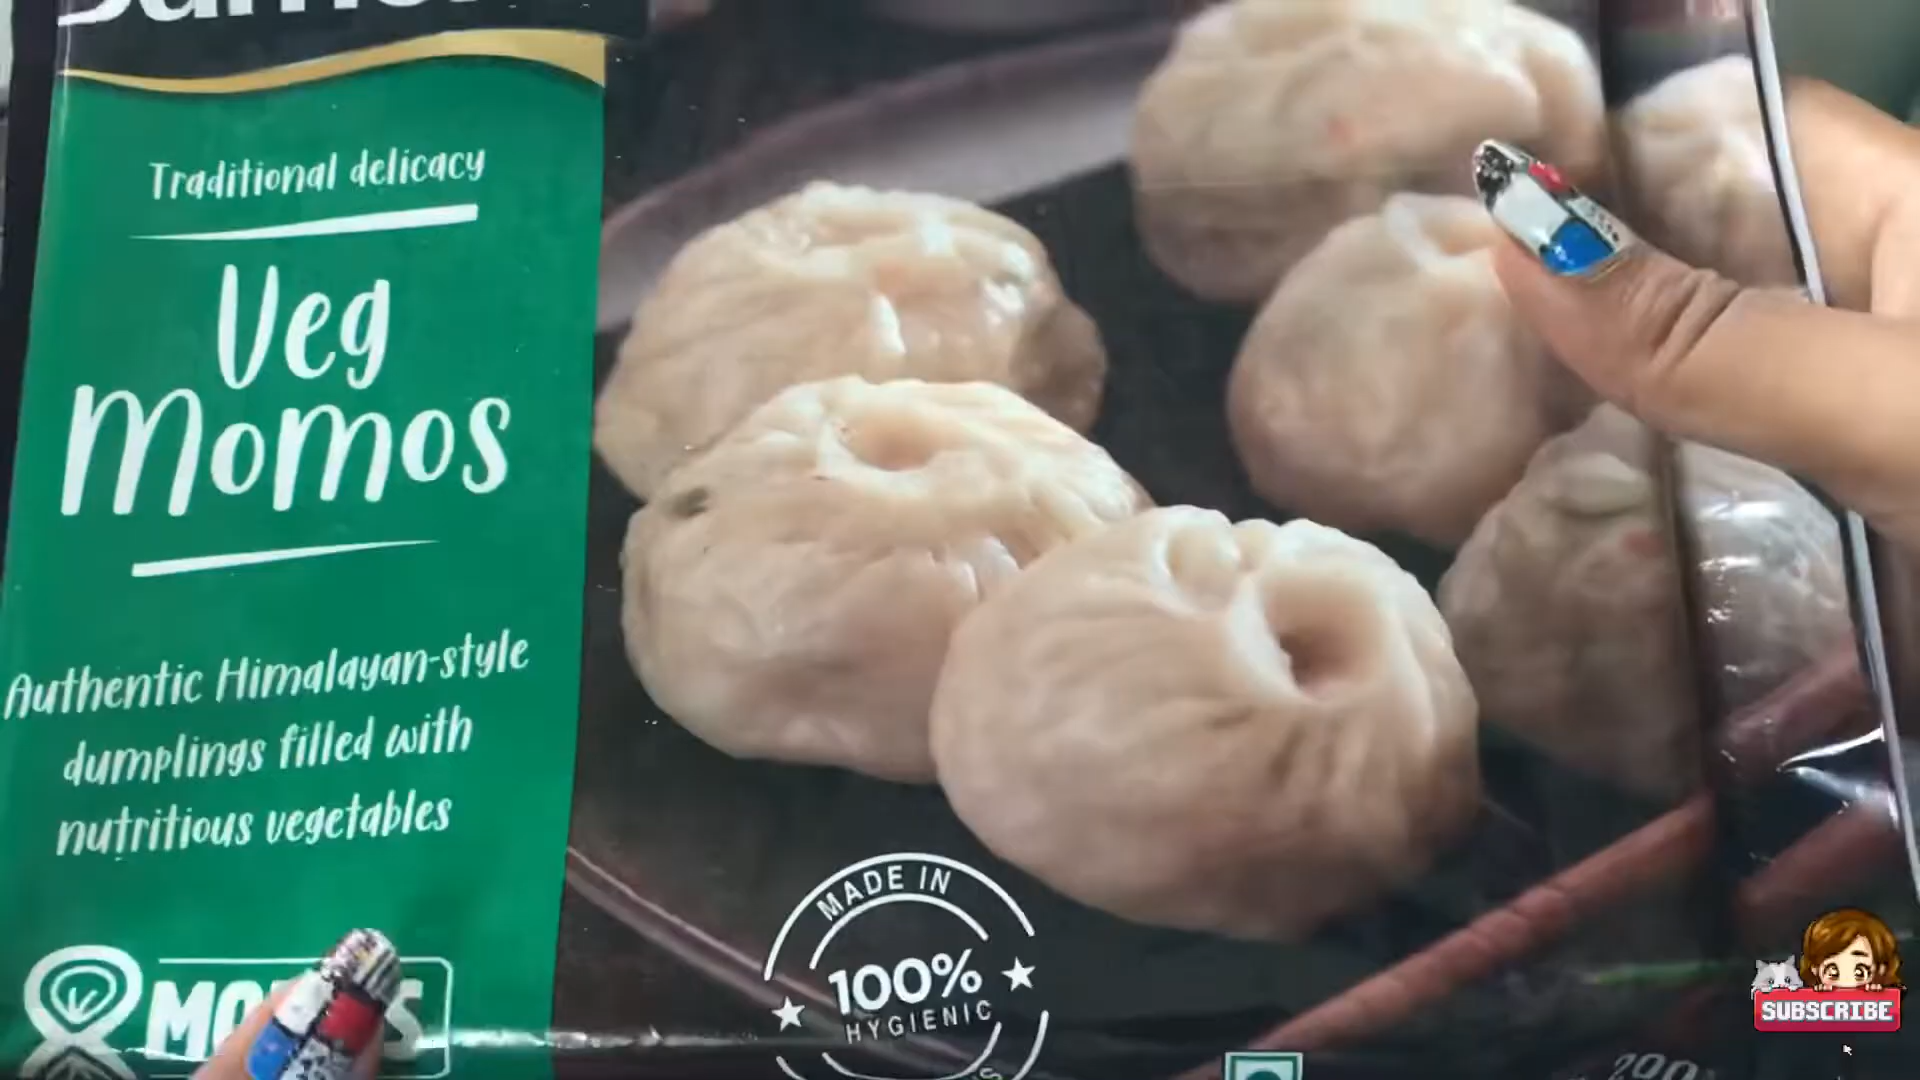 Traditional delicacy
Veg
Momos
Authentic Himalayan-style
dumplings filled with
nutritious vegetables
MADE IN
100%
HYGIENIC
SUBSCRIBE